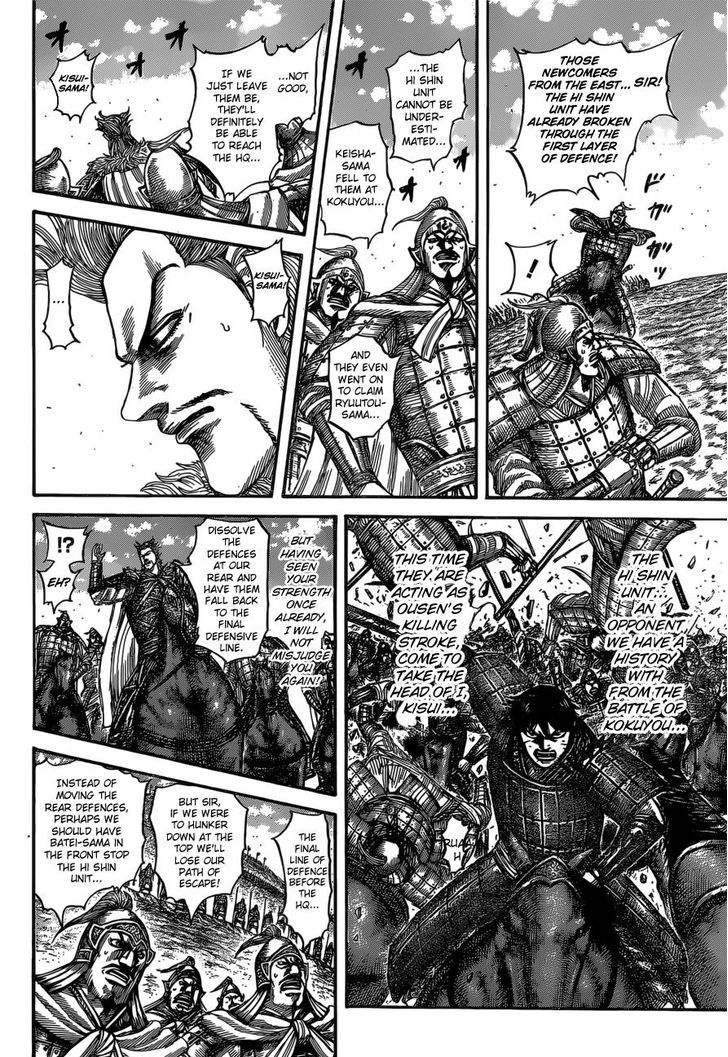 THOSE
NEWCOMERS
FROM THE EAST...
THE HI SHIN
UNIT HAVE
ALREADY BROKEN
THROUGH THE
FIRST LAYER
OF DEFENCE!
SIR!
ドガガッ
!
...THE
HI SHIN
UNIT
CANNOT BE
UNDER-
ESTI-
MATED...
KEISHA-
SAMA
FELL TO
THEM AT
KOKUYOU...
AND
THEY EVEN
WENT ON
TO CLAIM
RYUUTOU-
SAMA...
...NOT
GOOD,
IF WE
JUST LEAVE
THEM BE,
THEY'LL
DEFINITELY
BE ABLE
TO REACH
THE HQ...
KISUI-
SAMA!
KISUI-
SAMA!
...
THE
HI SHIN
UNIT...
AN
OPPONENT
WE HAVE A
HISTORY
WITH
FROM THE
BATTLE OF
KOKUYOU...
THIS TIME
THEY ARE
ACTING AS
OUSEN'S
KILLING
STROKE,
COME TO
TAKE THE
HEAD OF I,
KISUI...
BUT
HAVING
SEEN
YOUR
STRENGTH
ONCE
ALREADY,
I WILL
NOT
MISJUDGE
YOU
AGAIN!
DISSOLVE
THE
DEFENCES
AT OUR
REAR AND
HAVE THEM
FALL BACK
TO THE
FINAL
DEFENSIVE
LINE.
!?
EH?
THE
FINAL
LINE OF
DEFENCE
BEFORE
THE
HQ...
BUT SIR,
IF WE WERE
TO HUNKER
DOWN AT
THE TOP
WE'LL
LOSE OUR
PATH OF
ESCAPE!
INSTEAD OF
MOVING THE
REAR DEFENCES,
PERHAPS WE
SHOULD HAVE
BATEI-SAMA IN
THE FRONT STOP
THE HI SHIN
UNIT...